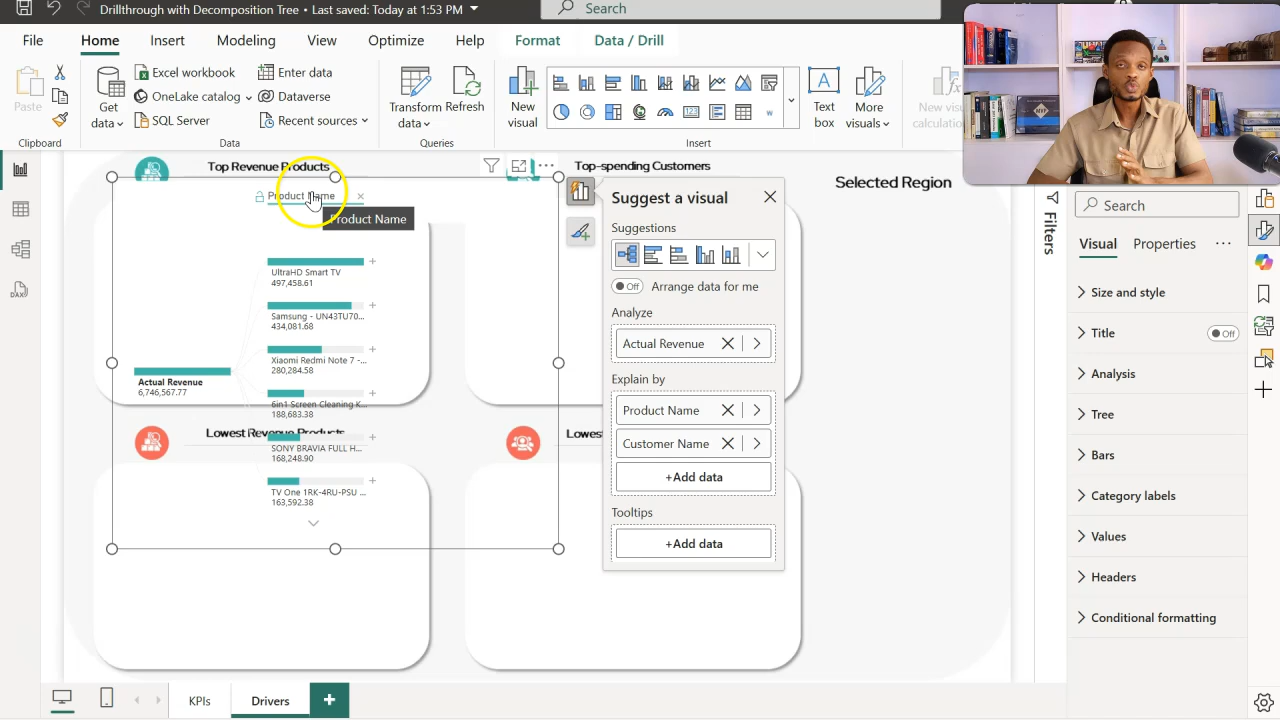 Drillthrough with Decomposition Tree • Last saved: Today at 1:53 PM
Search
File
Home
Insert
Modeling
View
Optimize
Help
Format
Data / Drill
Paste
Clipboard
Get data
Excel workbook
OneLake catalog
SQL Server
Enter data
Dataverse
Recent sources
Data
Transform data
Refresh
Queries
New visual
Text box
More visuals
Insert
New visual calculation
Top Revenue Products
Top-spending Customers
Selected Region
Product Name
Product Name
UltraHD Smart TV
497,458.61
Samsung - UN43TU70...
434,081.68
Xiaomi Redmi Note 7 -...
280,284.58
Actual Revenue
6,746,567.77
6in1 Screen Cleaning K...
188,683.38
Lowest Revenue Products
Lowes
SONY BRAVIA FULL H...
168,248.90
TV One 1RK-4RU-PSU ...
163,592.38
Suggest a visual
Suggestions
Off
Arrange data for me
Analyze
Actual Revenue
Explain by
Product Name
Customer Name
+Add data
Tooltips
+Add data
Filters
Search
Visual
Properties
Size and style
Title
Off
Analysis
Tree
Bars
Category labels
Values
Headers
Conditional formatting
DAX
KPIs
Drivers